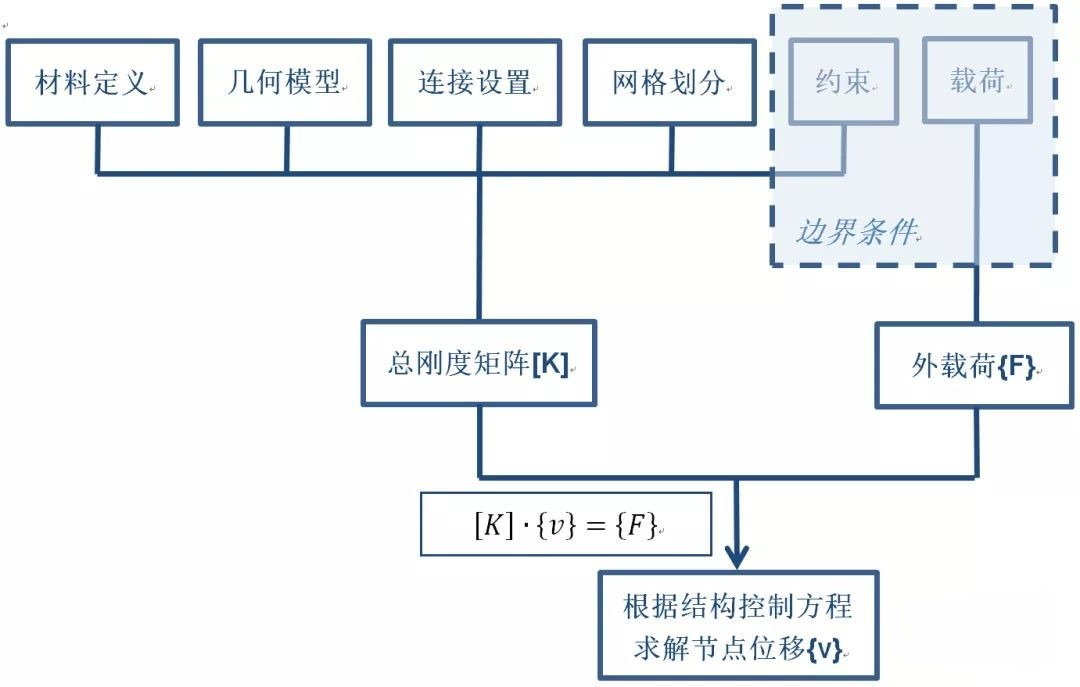 材料定义
几何模型
连接设置
网格划分
约束
载荷
边界条件
总刚度矩阵[K]
外载荷{F}
[K]·{v}={F}
根据结构控制方程
求解节点位移{v}